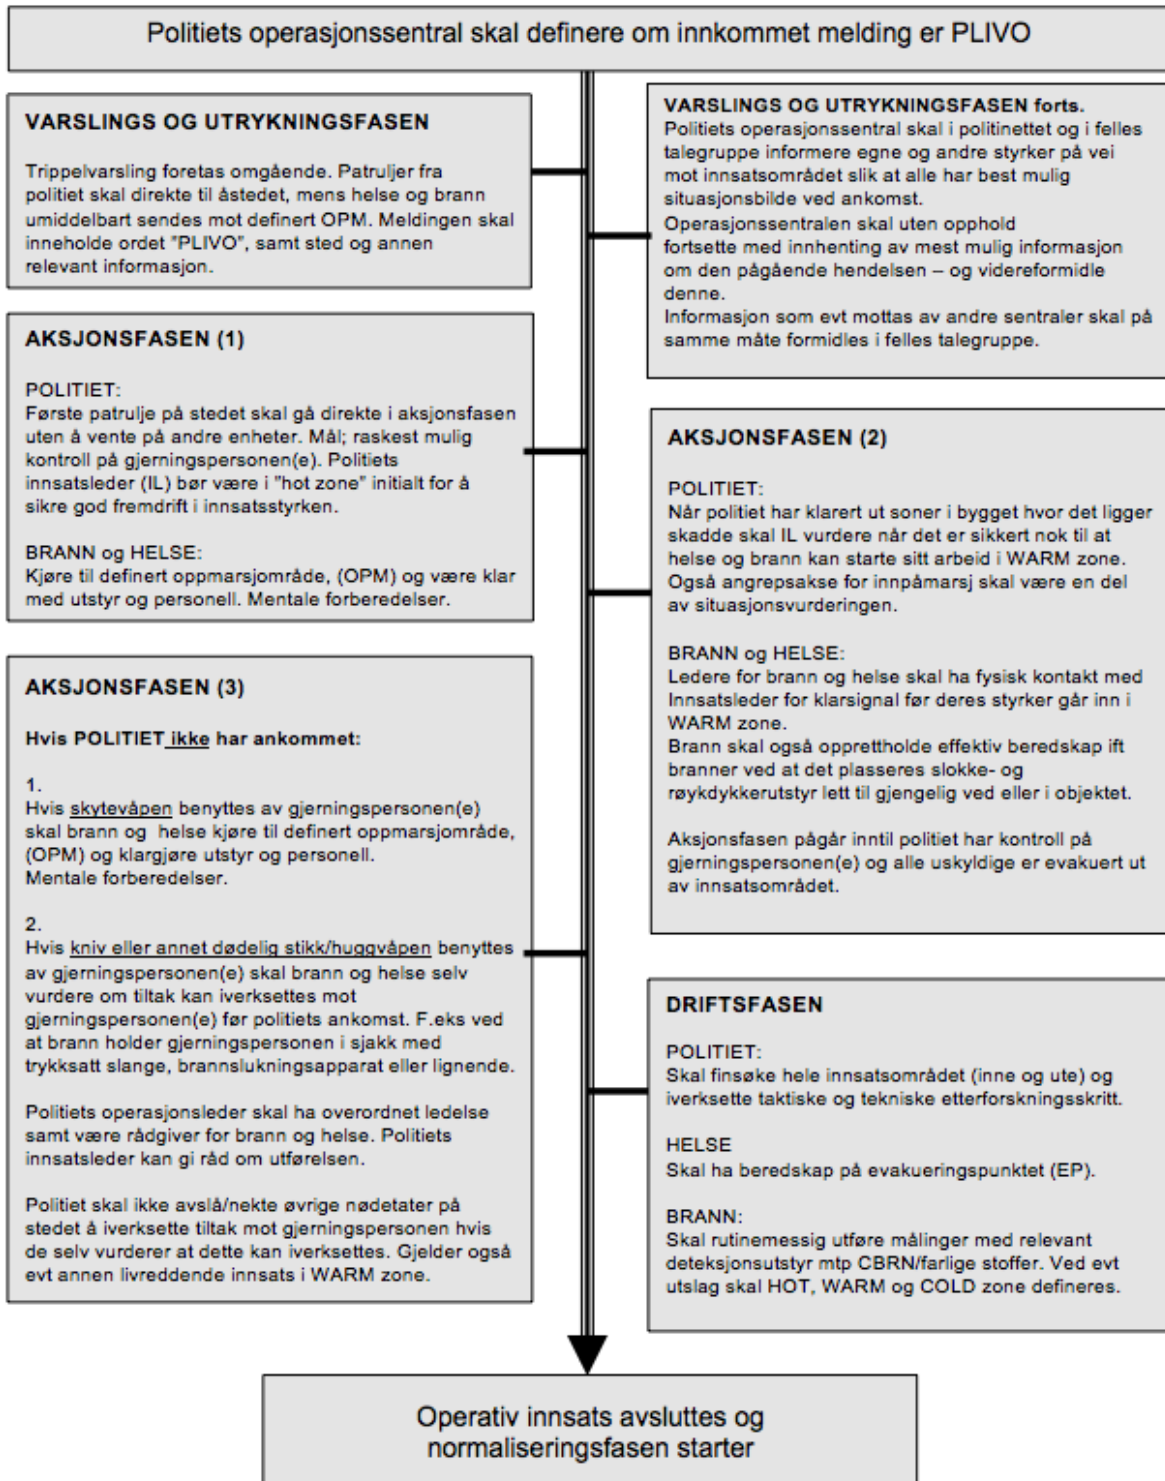 Politiets operasjonssentral skal definere om innkommet melding er PLIVO
VARSLINGS OG UTRYKNINGSFASEN
Trippelvarsling foretas omgående. Patruljer fra
politiet skal direkte til åstedet, mens helse og brann
umiddelbart sendes mot definert OPM. Meldingen skal
inneholde ordet "PLIVO", samt sted og annen
relevant informasjon.
VARSLINGS OG UTRYKNINGSFASEN forts.
Politiets operasjonssentral skal i politinettet og i felles
talegruppe informere egne og andre styrker på vei
mot innsatsområdet slik at alle har best mulig
situasjonsbilde ved ankomst.
Operasjonssentralen skal uten opphold
fortsette med innhenting av mest mulig informasjon
om den pågående hendelsen – og videreformidle
denne.
Informasjon som evt mottas av andre sentraler skal på
samme måte formidles i felles talegruppe.
AKSJONSFASEN (1)
POLITIET:
Første patrulje på stedet skal gå direkte i aksjonsfasen
uten å vente på andre enheter. Mål; raskest mulig
kontroll på gjerningspersonen(e). Politiets
innsatsleder (IL) bør være i "hot zone" initialt for å
sikre god fremdrift i innsatsstyrken.
BRANN og HELSE:
Kjøre til definert oppmarsjområde, (OPM) og være klar
med utstyr og personell. Mentale forberedelser.
AKSJONSFASEN (2)
POLITIET:
Når politiet har klarert ut soner i bygget hvor det ligger
skadde skal IL vurdere når det er sikkert nok til at
helse og brann kan starte sitt arbeid i WARM zone.
Også angrepsakse for innpåmarsj skal være en del
av situasjonsvurderingen.
BRANN og HELSE:
Ledere for brann og helse skal ha fysisk kontakt med
Innsatsleder for klarsignal før deres styrker går inn i
WARM zone.
Brann skal også opprettholde effektiv beredskap ift
branner ved at det plasseres slokke- og
røykdykkerutstyr lett til gjengelig ved eller i objektet.
Aksjonsfasen pågår inntil politiet har kontroll på
gjerningspersonen(e) og alle uskyldige er evakuert ut
av innsatsområdet.
AKSJONSFASEN (3)
Hvis POLITIET ikke har ankommet:
1.
Hvis skytevåpen benyttes av gjerningspersonen(e)
skal brann og helse kjøre til definert oppmarsjområde,
(OPM) og klargjøre utstyr og personell.
Mentale forberedelser.
2.
Hvis kniv eller annet dødelig stikk/huggvåpen benyttes
av gjerningspersonen(e) skal brann og helse selv
vurdere om tiltak kan iverksettes mot
gjerningspersonen(e) før politiets ankomst. F.eks ved
at brann holder gjerningspersonen i sjakk med
trykksatt slange, brannslukningsapparat eller lignende.
Politiets operasjonsleder skal ha overordnet ledelse
samt være rådgiver for brann og helse. Politiets
innsatsleder kan gi råd om utførelsen.
Politiet skal ikke avslå/nekte øvrige nødetater på
stedet å iverksette tiltak mot gjerningspersonen hvis
de selv vurderer at dette kan iverksettes. Gjelder også
evt annen livreddende innsats i WARM zone.
DRIFTSFASEN
POLITIET:
Skal finsøke hele innsatsområdet (inne og ute) og
iverksette taktiske og tekniske etterforskningsskritt.
HELSE
Skal ha beredskap på evakueringspunktet (EP).
BRANN:
Skal rutinemessig utføre målinger med relevant
deteksjonsutstyr mtp CBRN/farlige stoffer. Ved evt
utslag skal HOT, WARM og COLD zone defineres.
Operativ innsats avsluttes og
normaliseringsfasen starter